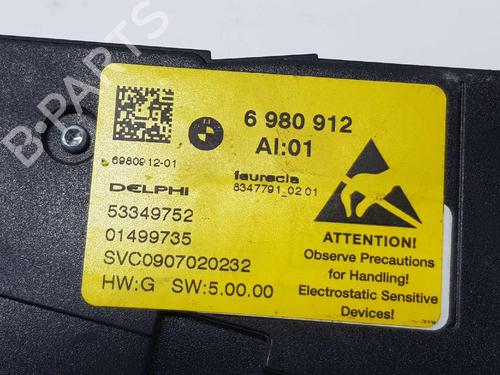 B-PARTS
6 980 912
AI:01
6980912-01
DELPHI
faurecia
8347791_02 01
53349752
01499735
SVC0907020232
HW:G SW:5.00.00
ATTENTION!
Observe Precautions
for Handling!
Electrostatic Sensitive
Devices!